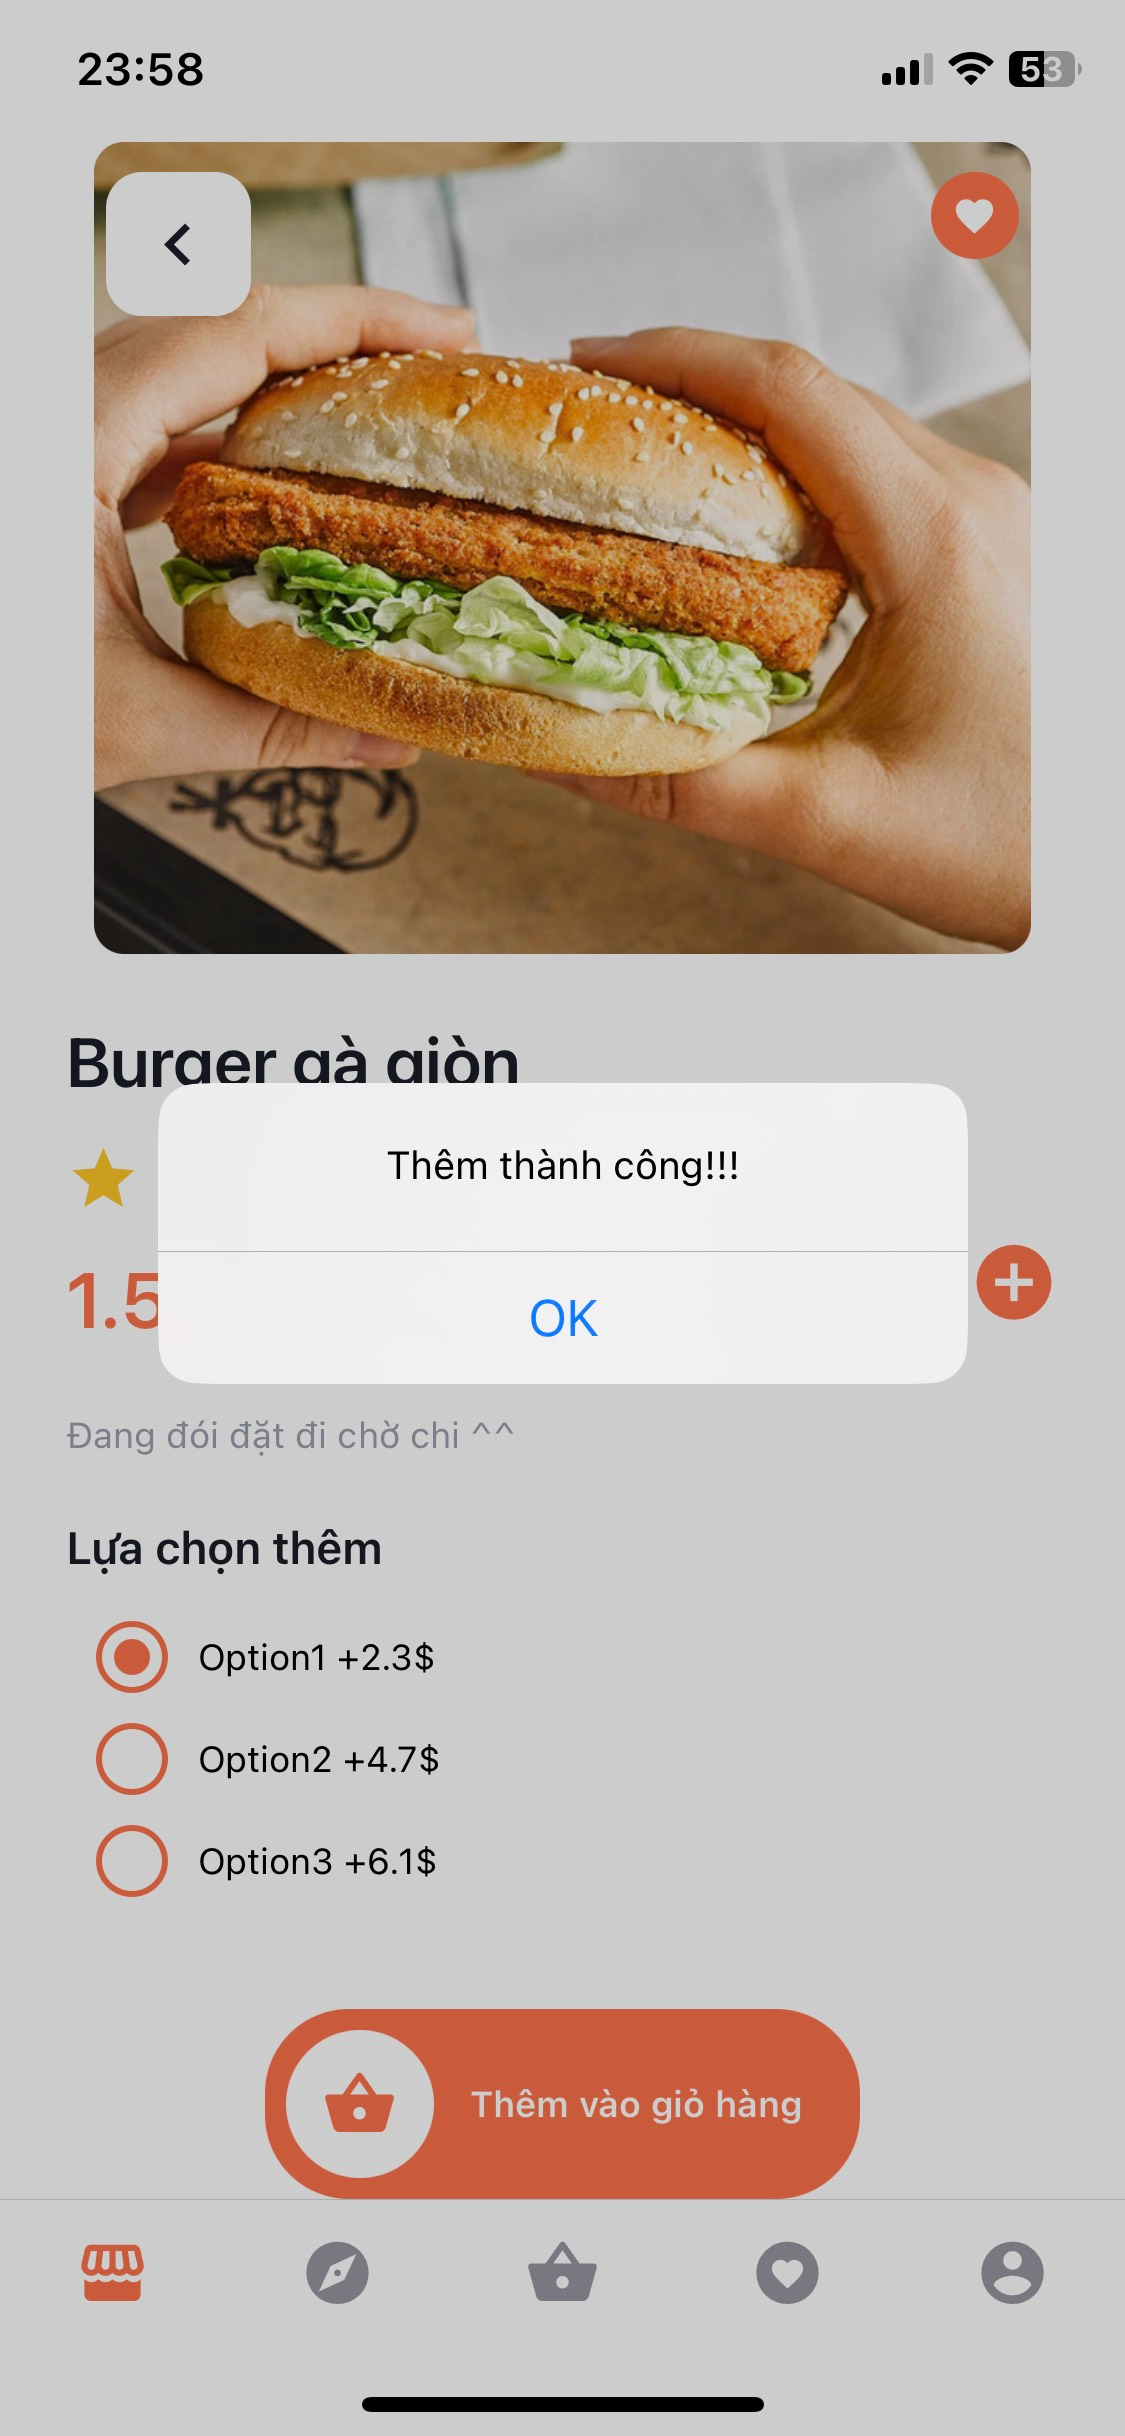 23:58
53
Burger gà giòn
Thêm thành công!!!
1.5
OK
Đang đói đặt đi chờ chi ^^
Lựa chọn thêm
Option1 +2.3$
Option2 +4.7$
Option3 +6.1$
Thêm vào giỏ hàng